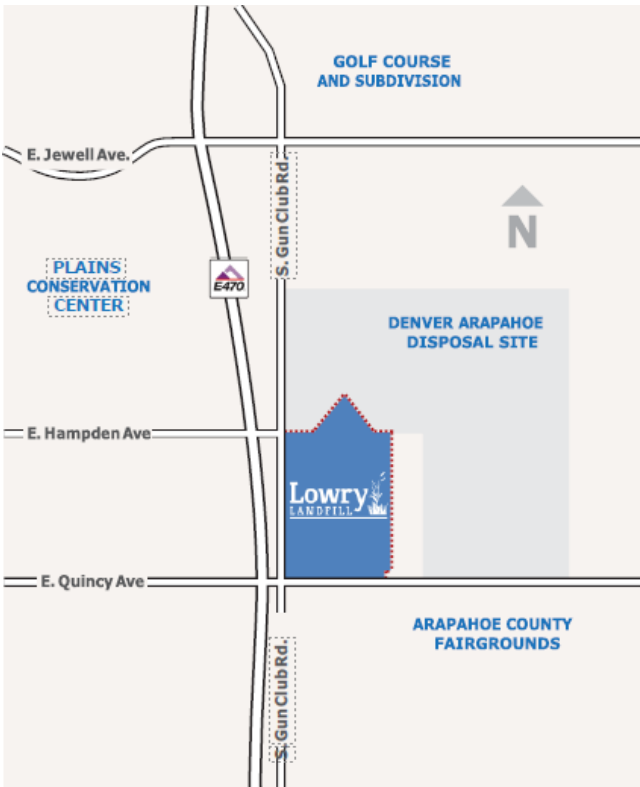 GOLF COURSE
AND SUBDIVISION
E. Jewell Ave.
S. Gun Club Rd.
N
PLAINS
CONSERVATION
CENTER
E470
DENVER ARAPAHOE
DISPOSAL SITE
E. Hampden Ave
Lowry
LANDFILL
E. Quincy Ave
ARAPAHOE COUNTY
FAIRGROUNDS
S. Gun Club Rd.